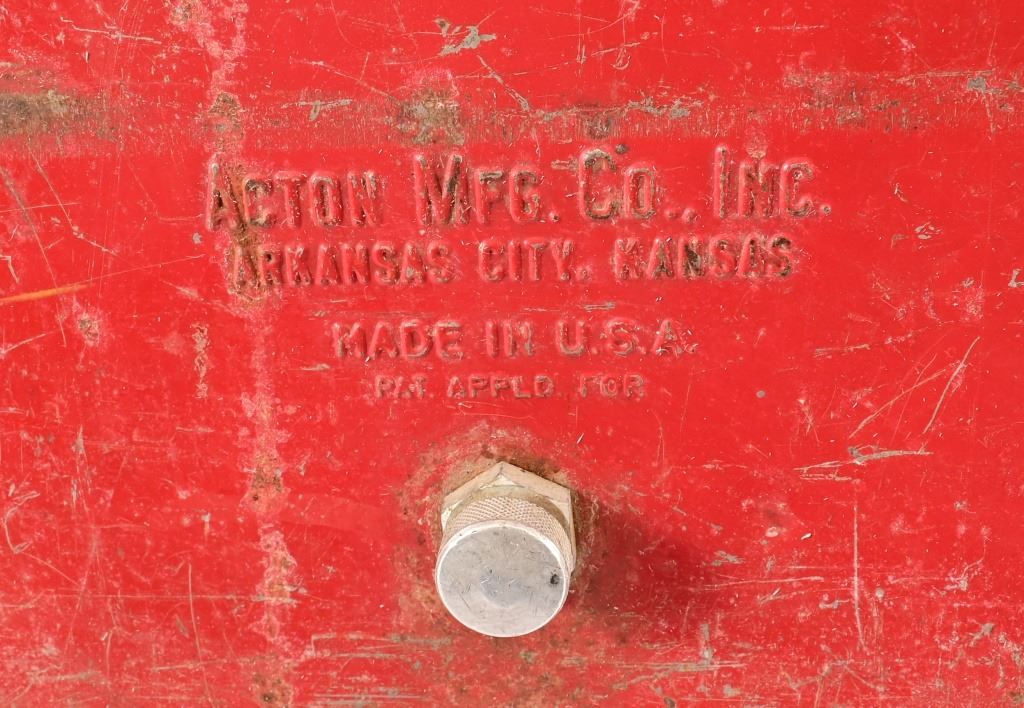 ACTON MFG. CO., INC.
ARKANSAS CITY, KANSAS
MADE IN U.S.A.
PAT. APPLD. FOR